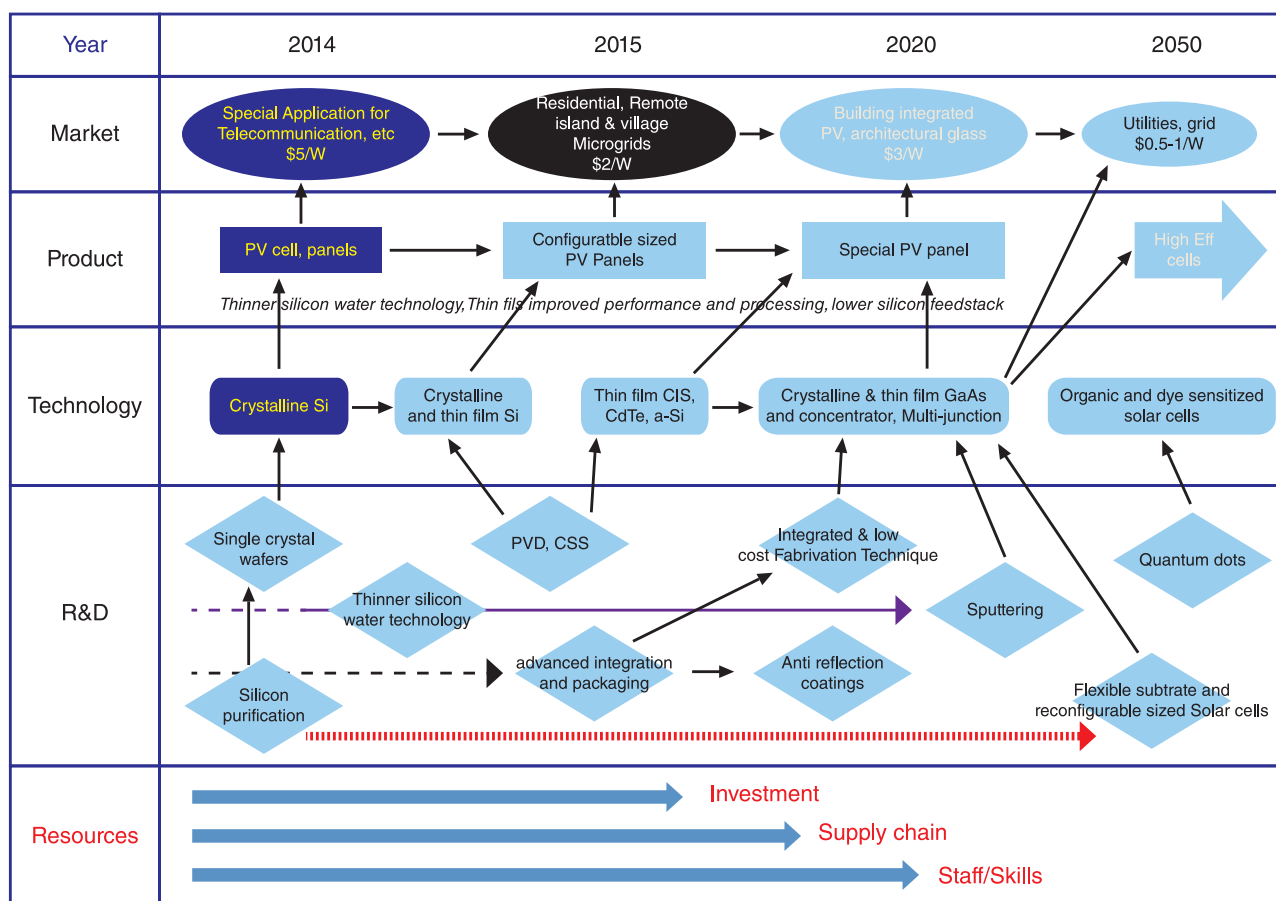 Year
2014
2015
2020
2050
Market
Special Application for
Telecommunication, etc
$5/W
Residential, Remote
island & village
Microgrids
$2/W
Building integrated
PV, architectural glass
$3/W
Utilities, grid
$0.5-1/W
Product
PV cell, panels
Configuratble sized
PV Panels
Special PV panel
High Eff
cells
Thinner silicon water technology, Thin fils improved performance and processing, lower silicon feedstack
Technology
Crystalline Si
Crystalline
and thin film Si
Thin film CIS,
CdTe, a-Si
Crystalline & thin film GaAs
and concentrator, Multi-junction
Organic and dye sensitized
solar cells
R&D
Single crystal
wafers
PVD, CSS
Integrated & low
cost Fabrivation Technique
Quantum dots
Thinner silicon
water technology
Sputtering
advanced integration
and packaging
Anti reflection
coatings
Silicon
purification
Flexible subtrate and
reconfigurable sized Solar cells
Resources
Investment
Supply chain
Staff/Skills